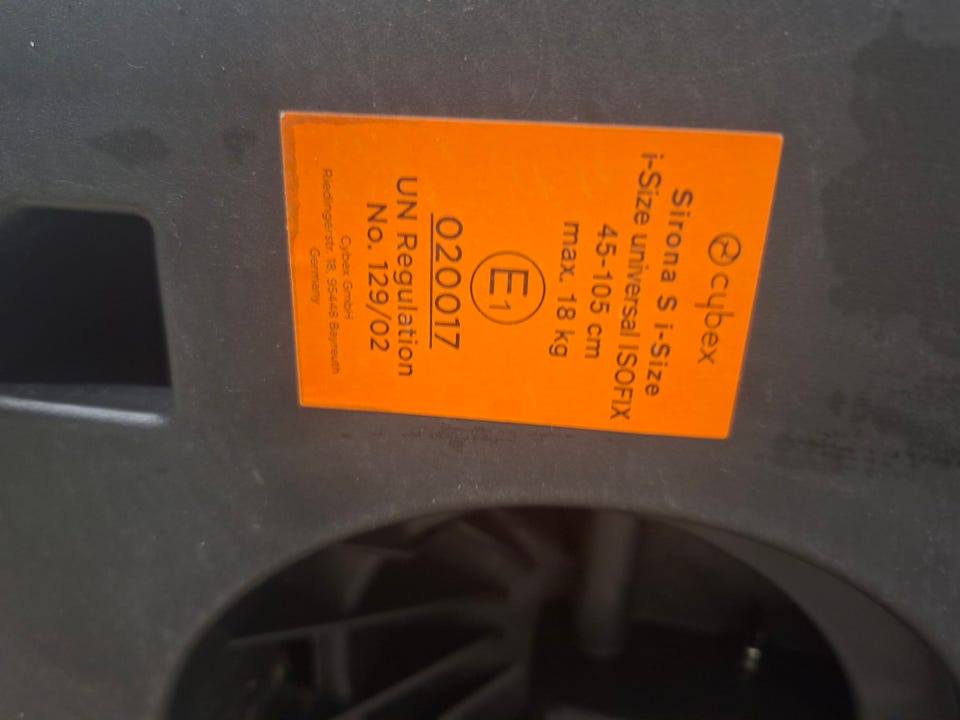 cybex
Sirona S i-Size
i-Size universal ISOFIX
45-105 cm
max. 18 kg
E1
020017
UN Regulation
No. 129/02
Cybex GmbH
Riedingerstr. 18, 95448 Bayreuth
Germany